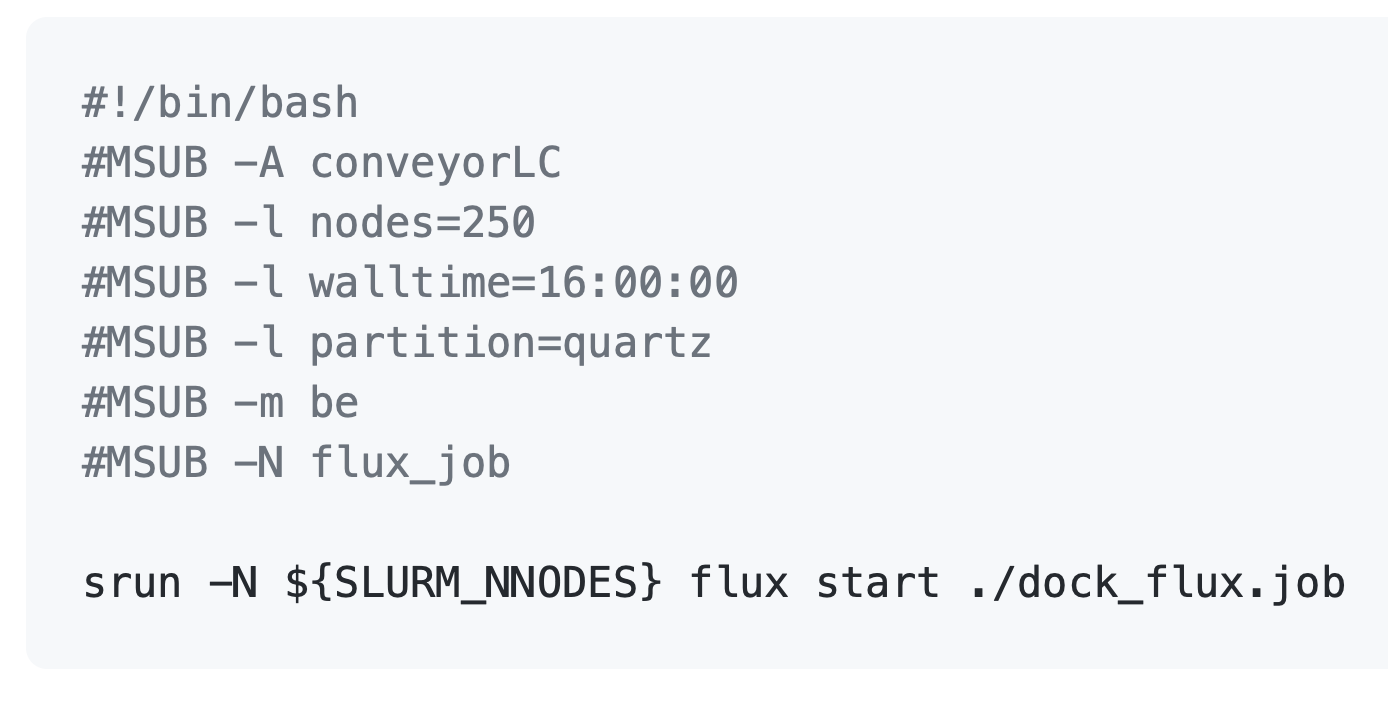 #!/bin/bash
#MSUB -A conveyorLC
#MSUB -l nodes=250
#MSUB -l walltime=16:00:00
#MSUB -l partition=quartz
#MSUB -m be
#MSUB -N flux_job
srun -N ${SLURM_NNODES} flux start ./dock_flux.job